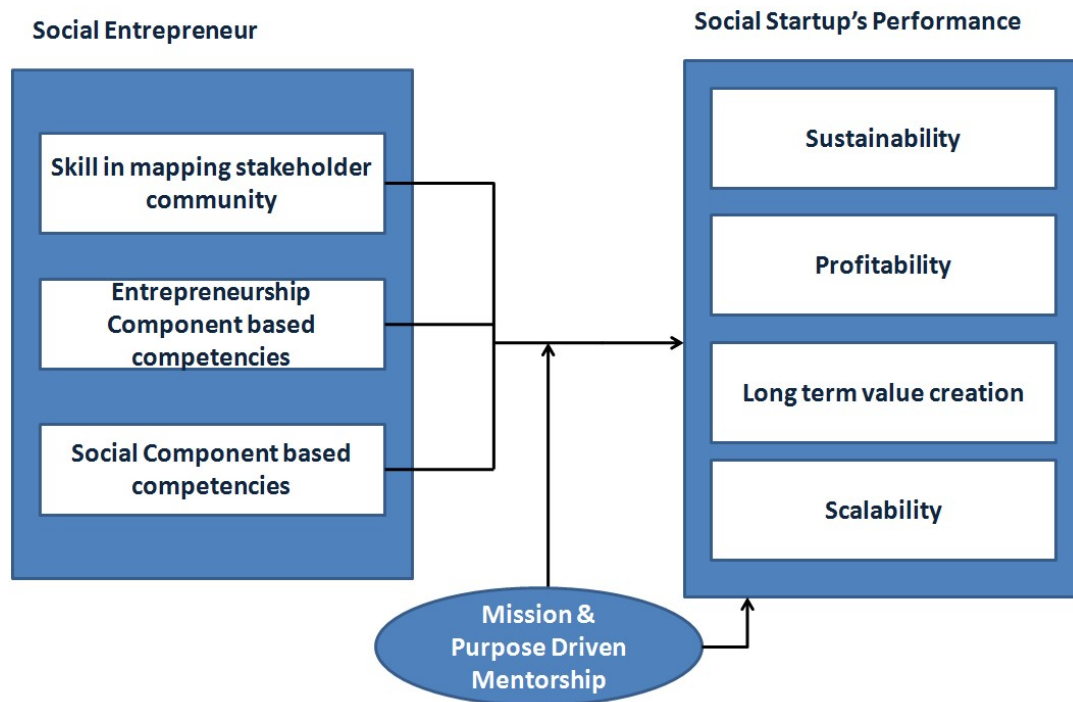 Social Entrepreneur
Skill in mapping stakeholder
community
Entrepreneurship
Component based
competencies
Social Component based
competencies
Social Startup’s Performance
Sustainability
Profitability
Long term value creation
Scalability
Mission &
Purpose Driven
Mentorship